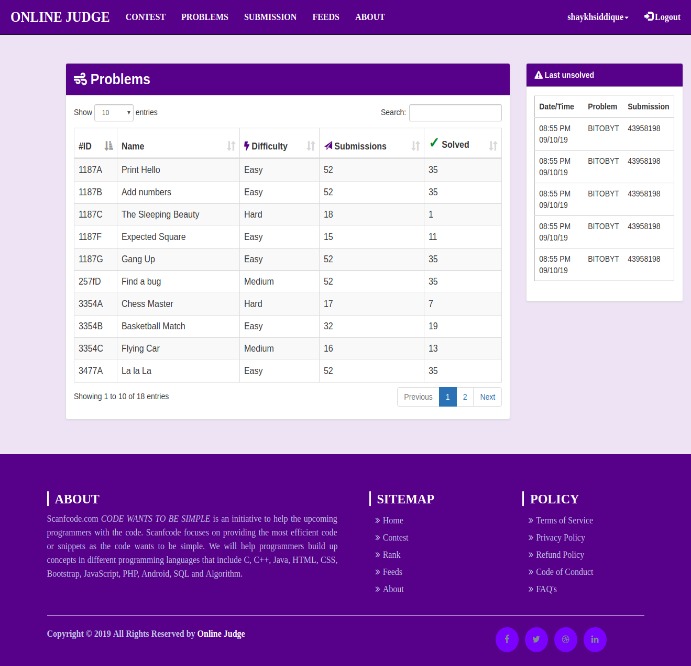 ONLINE JUDGE CONTEST PROBLEMS SUBMISSION FEEDS ABOUT shaykhsiddique Logout
Problems
Show 10 entries Search:
#ID Name Difficulty Submissions Solved
1187A Print Hello Easy 52 35
1187B Add numbers Easy 52 35
1187C The Sleeping Beauty Hard 18 1
1187F Expected Square Easy 15 11
1187G Gang Up Easy 52 35
257fD Find a bug Medium 52 35
3354A Chess Master Hard 17 7
3354B Basketball Match Easy 32 19
3354C Flying Car Medium 16 13
3477A La la La Easy 52 35
Showing 1 to 10 of 18 entries Previous 1 2 Next
Last unsolved
Date/Time Problem Submission
08:55 PM BITOBYT 43958198
09/10/19
08:55 PM BITOBYT 43958198
09/10/19
08:55 PM BITOBYT 43958198
09/10/19
08:55 PM BITOBYT 43958198
09/10/19
08:55 PM BITOBYT 43958198
09/10/19
ABOUT
Scanfcode.com CODE WANTS TO BE SIMPLE is an initiative to help the upcoming
programmers with the code. Scanfcode focuses on providing the most efficient code
or snippets as the code wants to be simple. We will help programmers build up
concepts in different programming languages that include C, C++, Java, HTML, CSS,
Bootstrap, JavaScript, PHP, Android, SQL and Algorithm.
SITEMAP
Home
Contest
Rank
Feeds
About
POLICY
Terms of Service
Privacy Policy
Refund Policy
Code of Conduct
FAQ's
Copyright © 2019 All Rights Reserved by Online Judge